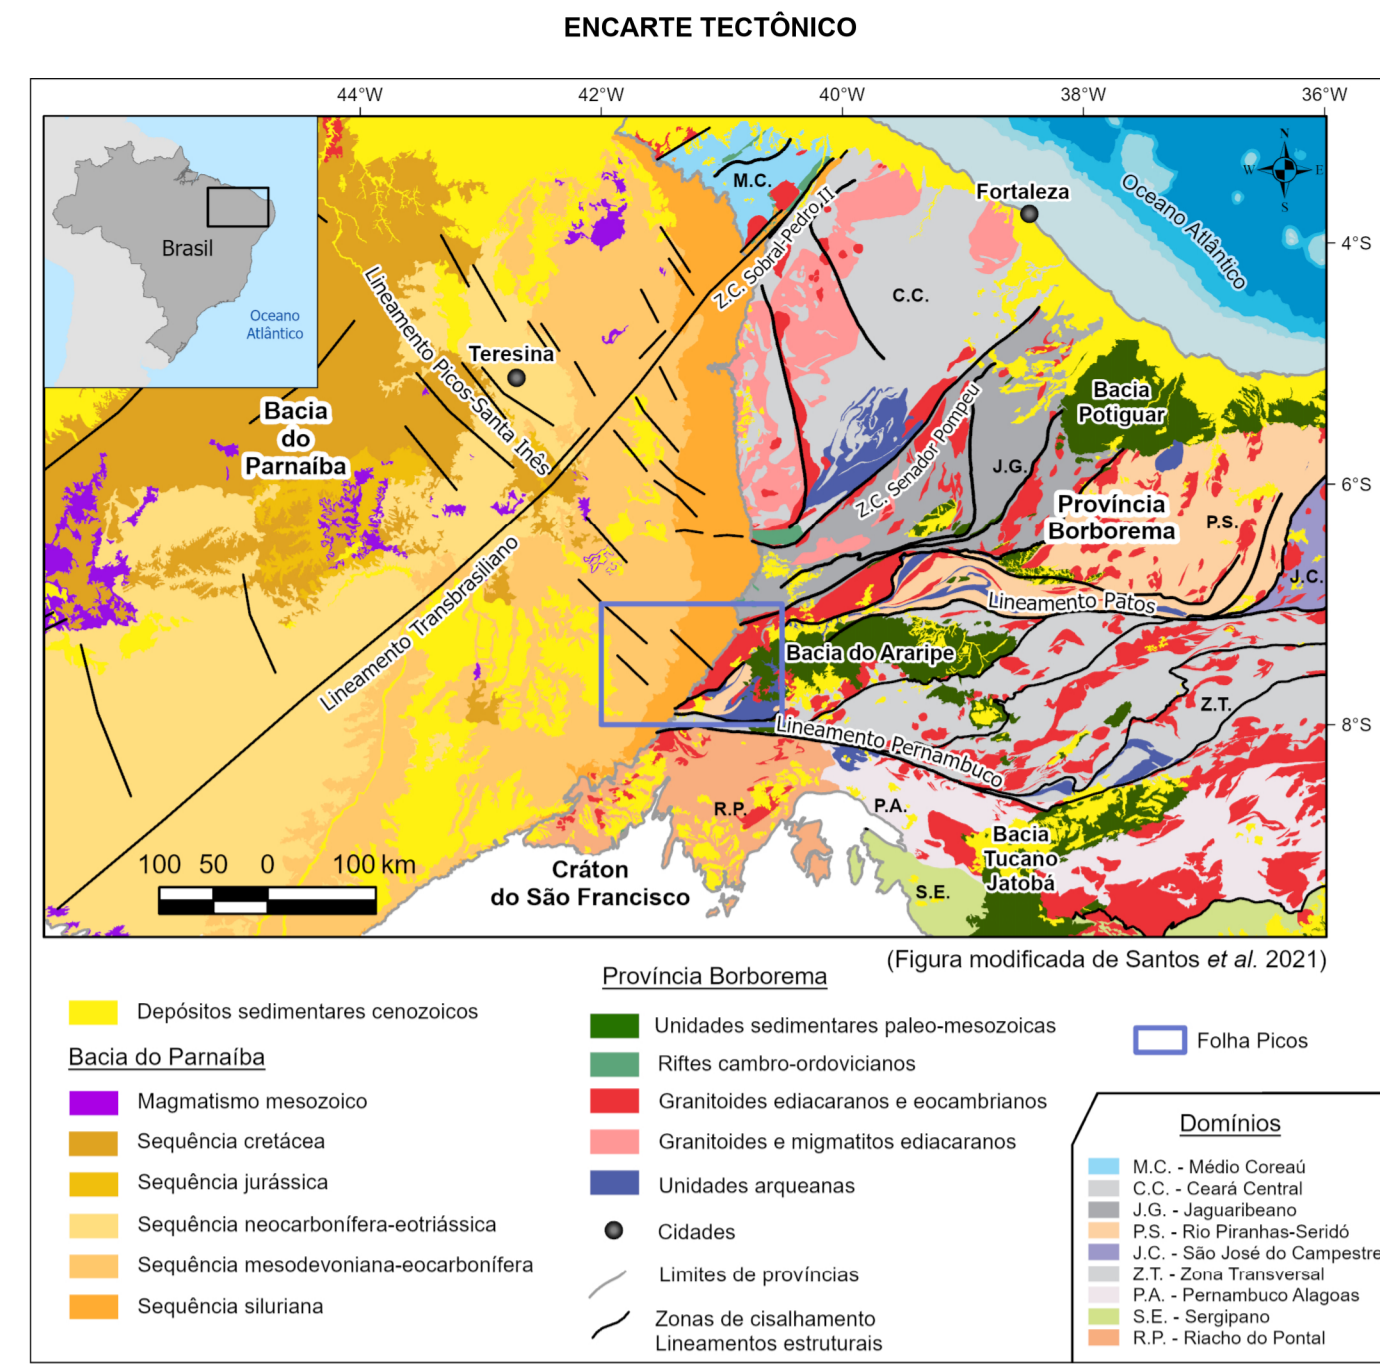 ENCARTE TECTÔNICO
44°W
42°W
40°W
38°W
36°W
4°S
6°S
8°S
N
W
E
S
Brasil
Oceano
Atlântico
M.C.
Fortaleza
Oceano Atlântico
Z.C. Sobral-Pedro II
C.C.
Lineamento Picos-Santa Inês
Teresina
Bacia
do
Parnaíba
Bacia
Potiguar
Z.C. Senador Pompeu
J.G.
Província
Borborema
P.S.
J.C.
Lineamento Transbrasiliano
Lineamento Patos
Bacia do Araripe
Z.T.
Lineamento Pernambuco
R.P.
P.A.
Bacia
Tucano
Jatobá
S.E.
Cráton
do São Francisco
100 50 0 100 km
(Figura modificada de Santos et al. 2021)
Depósitos sedimentares cenozoicos
Bacia do Parnaíba
Magmatismo mesozoico
Sequência cretácea
Sequência jurássica
Sequência neocarbonífera-eotriássica
Sequência mesodevoniana-eocarbonífera
Sequência siluriana
Província Borborema
Unidades sedimentares paleo-mesozoicas
Riftes cambro-ordovicianos
Granitoides ediacaranos e eocambrianos
Granitoides e migmatitos ediacaranos
Unidades arqueanas
Cidades
Limites de províncias
Zonas de cisalhamento
Lineamentos estruturais
Folha Picos
Domínios
M.C. - Médio Coreaú
C.C. - Ceará Central
J.G. - Jaguaribeano
P.S. - Rio Piranhas-Seridó
J.C. - São José do Campestre
Z.T. - Zona Transversal
P.A. - Pernambuco Alagoas
S.E. - Sergipano
R.P. - Riacho do Pontal